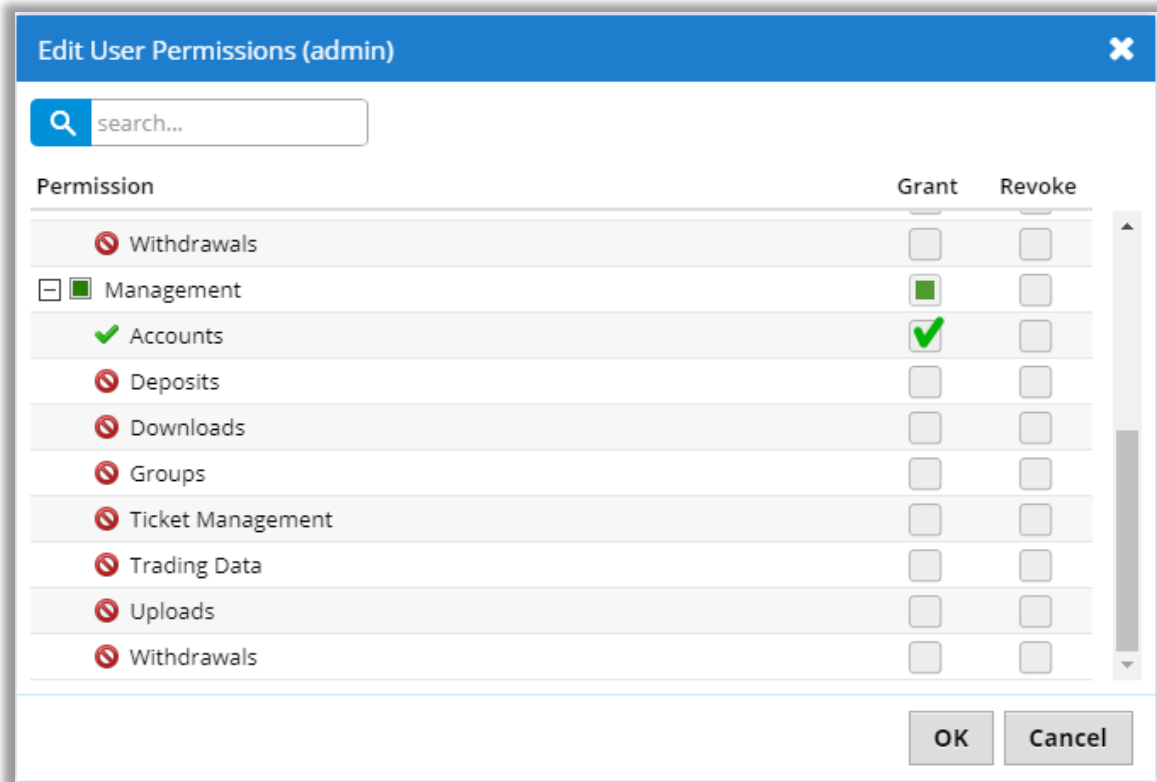 Edit User Permissions (admin)
search...
Permission Grant Revoke
Withdrawals
Management
Accounts
Deposits
Downloads
Groups
Ticket Management
Trading Data
Uploads
Withdrawals
OK Cancel